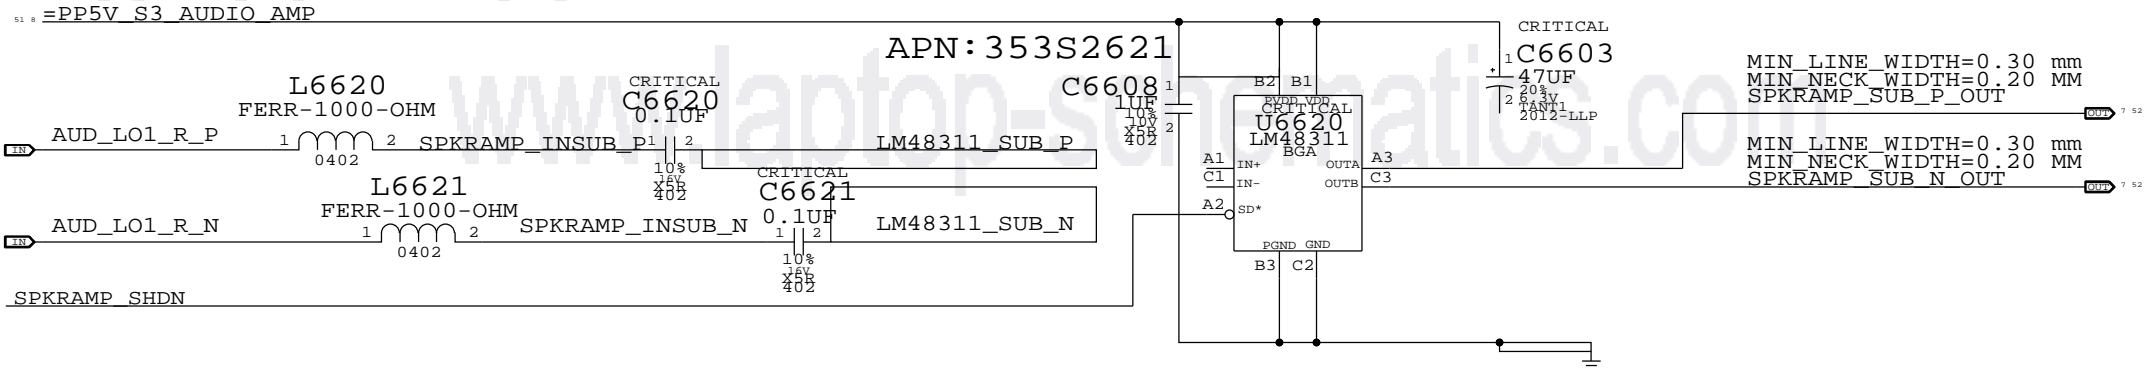 51 8 =PP5V_S3_AUDIO_AMP
www.laptop-schematics.com
APN:353S2621
L6620
FERR-1000-OHM
AUD_LO1_R_P
IN
1 2
0402
SPKRAMP_INSUB_P
CRITICAL
C6620
0.1UF
1 2
10%
16V
X5R
402
LM48311_SUB_P
L6621
FERR-1000-OHM
AUD_LO1_R_N
IN
1 2
0402
SPKRAMP_INSUB_N
CRITICAL
C6621
0.1UF
1 2
10%
16V
X5R
402
LM48311_SUB_N
SPKRAMP_SHDN
C6608
1
1UF
10%
10V
X5R
402
2
B2 B1
PVDD VDD
CRITICAL
U6620
LM48311
BGA
A1 IN+
C1 IN-
A2 SD*
OUTA A3
OUTB C3
PGND GND
B3 C2
CRITICAL
1 C6603
+
47UF
20%
6.3V
TANT1
2012-LLP
2
MIN_LINE_WIDTH=0.30 mm
MIN_NECK_WIDTH=0.20 MM
SPKRAMP_SUB_P_OUT
OUT 7 52
MIN_LINE_WIDTH=0.30 mm
MIN_NECK_WIDTH=0.20 MM
SPKRAMP_SUB_N_OUT
OUT 7 52